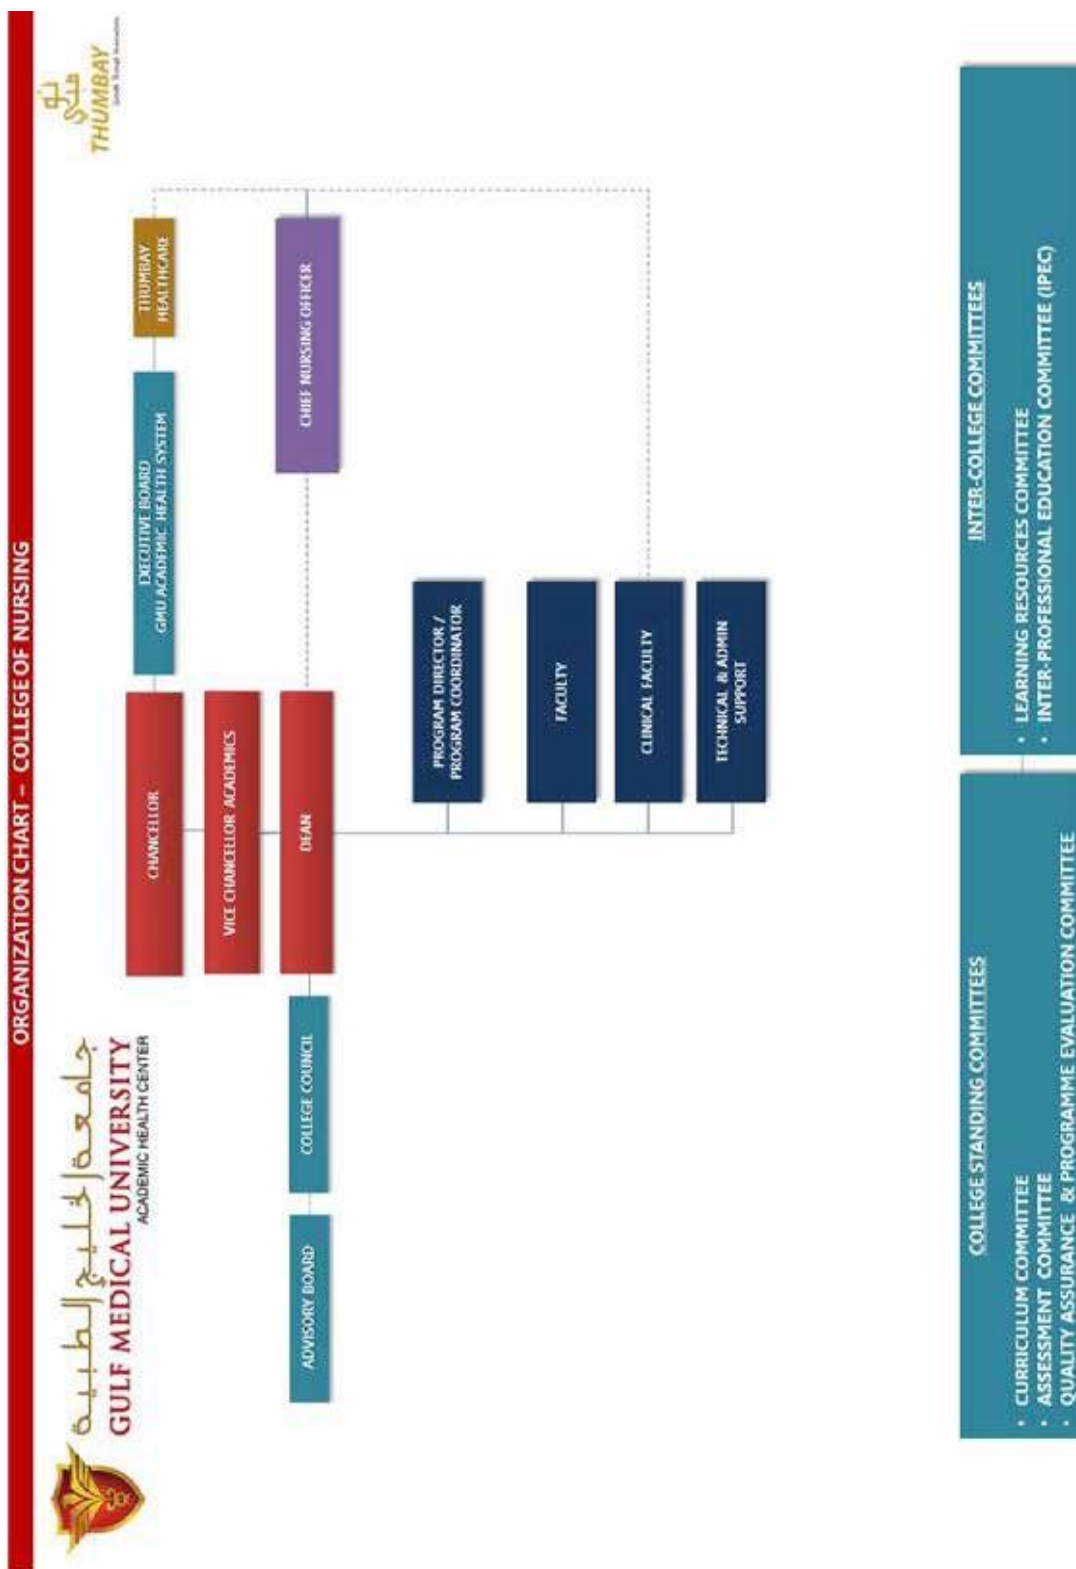 ORGANIZATION CHART – COLLEGE OF NURSING
جامعة الخليج الطبية
GULF MEDICAL UNIVERSITY
ACADEMIC HEALTH CENTER
ثومبي
THUMBAY
CHANCELLOR
EXECUTIVE BOARD
GMU ACADEMIC HEALTH SYSTEM
THUMBAY
HEALTHCARE
VICE CHANCELLOR ACADEMICS
ADVISORY BOARD
COLLEGE COUNCIL
DEAN
CHIEF NURSING OFFICER
PROGRAM DIRECTOR /
PROGRAM COORDINATOR
FACULTY
CLINICAL FACULTY
TECHNICAL & ADMIN
SUPPORT
COLLEGE STANDING COMMITTEES
• CURRICULUM COMMITTEE
• ASSESSMENT COMMITTEE
• QUALITY ASSURANCE & PROGRAMME EVALUATION COMMITTEE
INTER-COLLEGE COMMITTEES
• LEARNING RESOURCES COMMITTEE
• INTER-PROFESSIONAL EDUCATION COMMITTEE (IPEC)